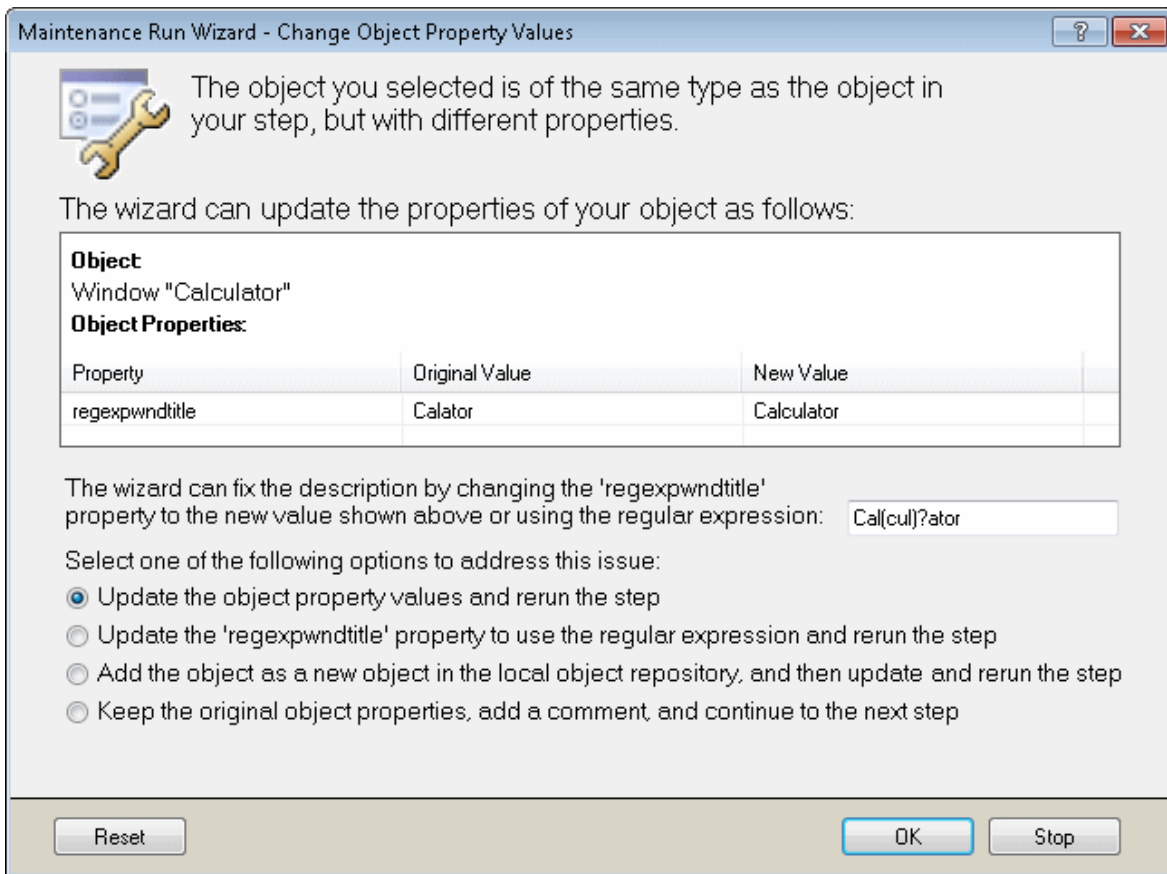 Maintenance Run Wizard - Change Object Property Values
The object you selected is of the same type as the object in
your step, but with different properties.
The wizard can update the properties of your object as follows:
Object:
Window "Calculator"
Object Properties:
Property Original Value New Value
regexpwndtitle Calator Calculator
The wizard can fix the description by changing the 'regexpwndtitle'
property to the new value shown above or using the regular expression: Cal(cul)?ator
Select one of the following options to address this issue:
Update the object property values and rerun the step
Update the 'regexpwndtitle' property to use the regular expression and rerun the step
Add the object as a new object in the local object repository, and then update and rerun the step
Keep the original object properties, add a comment, and continue to the next step
Reset OK Stop